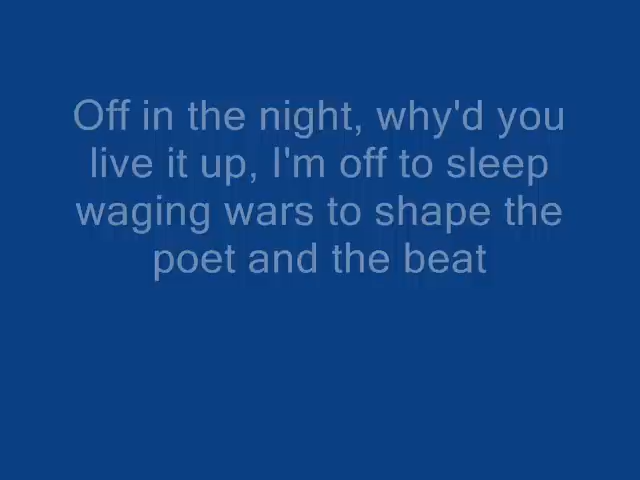 Off in the night, why'd you
live it up, I'm off to sleep
waging wars to shape the
poet and the beat